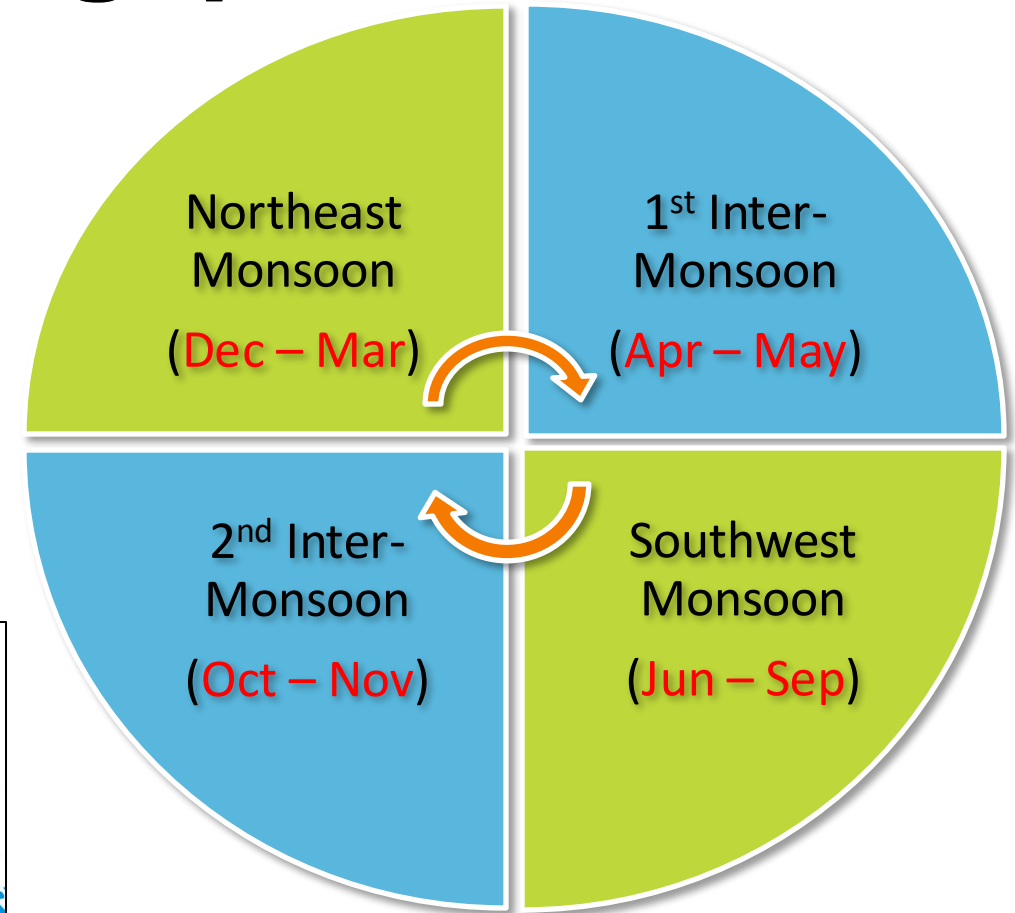 Northeast
Monsoon
(Dec – Mar)
1st Inter-
Monsoon
(Apr – May)
2nd Inter-
Monsoon
(Oct – Nov)
Southwest
Monsoon
(Jun – Sep)